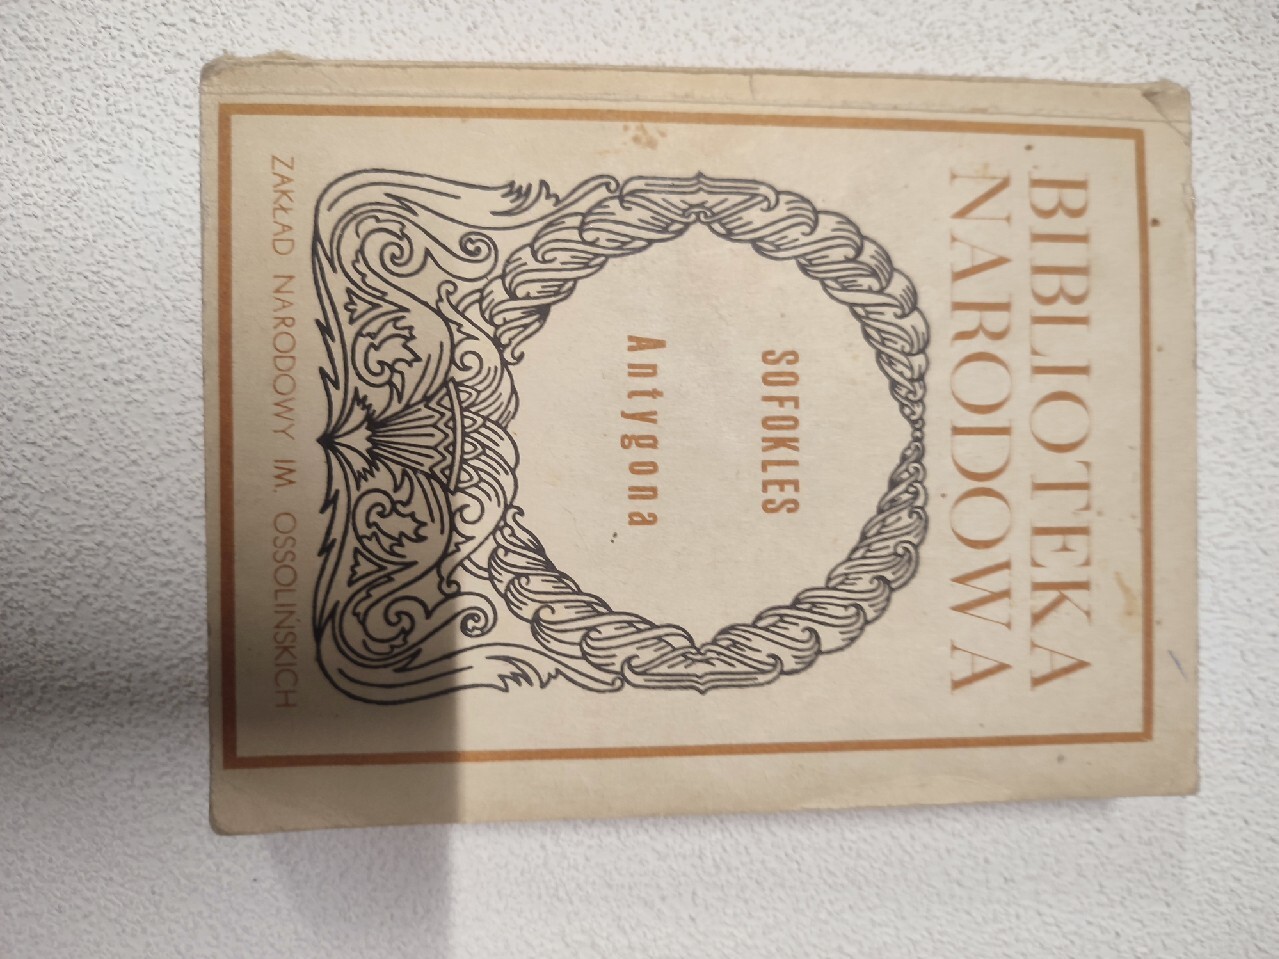 BIBLIOTEKA
NARODOWA
SOFOKLES
Antygona
ZAKŁAD NARODOWY IM. OSSOLIŃSKICH